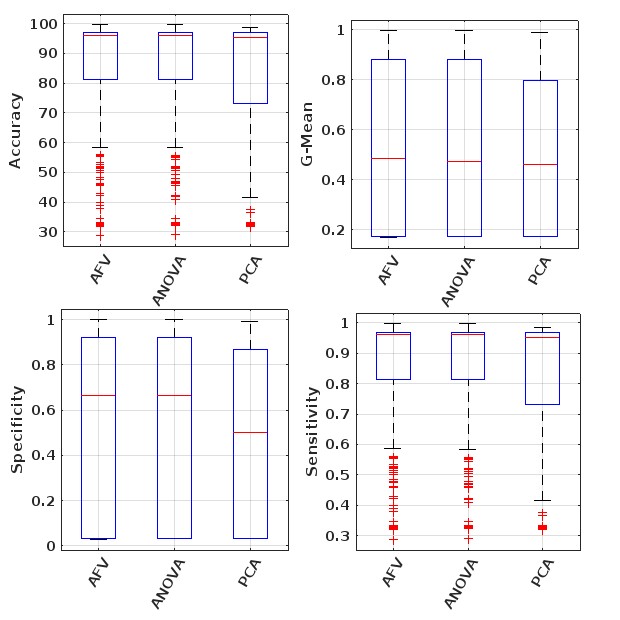 Accuracy
100
90
80
70
60
50
40
30
AFV
ANOVA
PCA
G-Mean
1
0.8
0.6
0.4
0.2
AFV
ANOVA
PCA
Specificity
1
0.8
0.6
0.4
0.2
0
AFV
ANOVA
PCA
Sensitivity
1
0.9
0.8
0.7
0.6
0.5
0.4
0.3
AFV
ANOVA
PCA